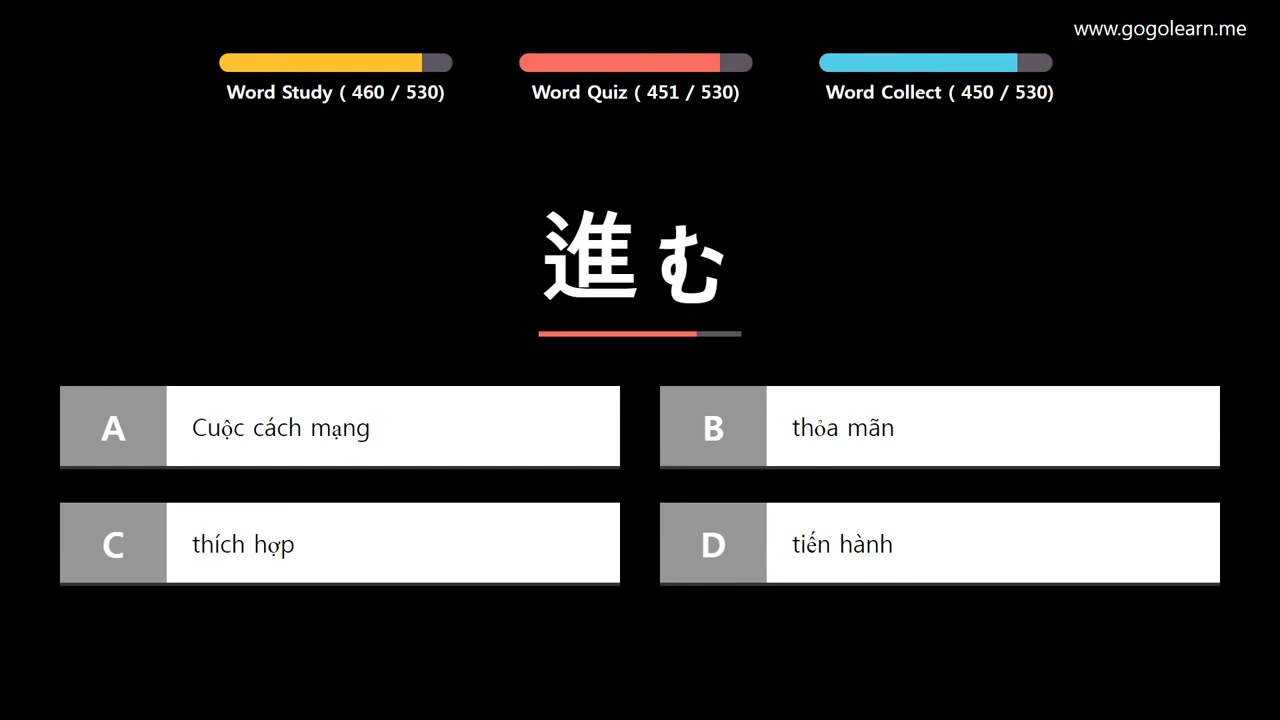 www.gogolearn.me
Word Study ( 460 / 530)
Word Quiz ( 451 / 530)
Word Collect ( 450 / 530)
進む
A Cuộc cách mạng
B thỏa mãn
C thích hợp
D tiến hành